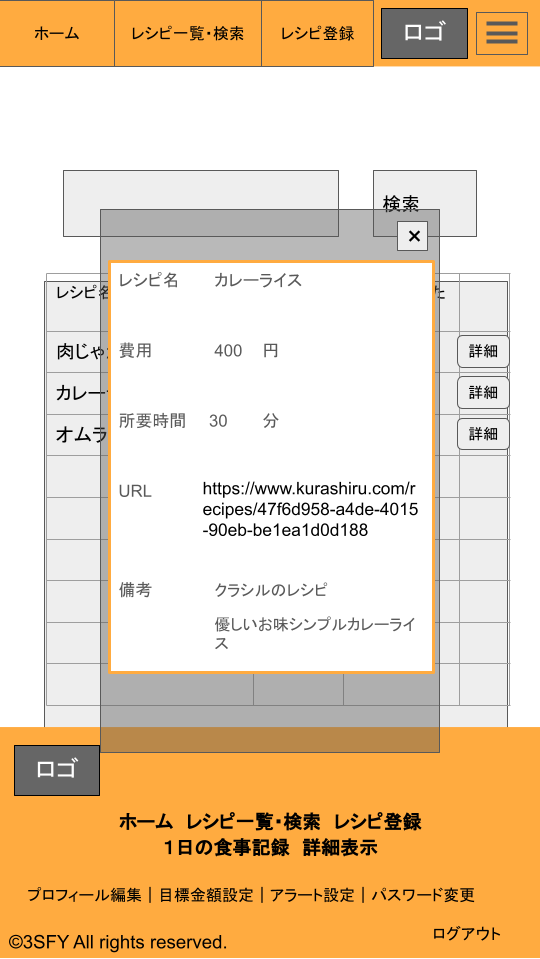 ホーム レシピ一覧・検索 レシピ登録 ロゴ
検索
×
レシピ名 カレーライス
費用 400 円
肉じゃ 詳細
カレー 詳細
所要時間 30 分
オムラ 詳細
URL https://www.kurashiru.com/r
ecipes/47f6d958-a4de-4015
-90eb-be1ea1d0d188
備考 クラシルのレシピ
優しいお味シンプルカレーライ
ス
ロゴ
ホーム レシピ一覧・検索 レシピ登録
1日の食事記録 詳細表示
プロフィール編集 | 目標金額設定 | アラート設定 | パスワード変更
ログアウト
©3SFY All rights reserved.